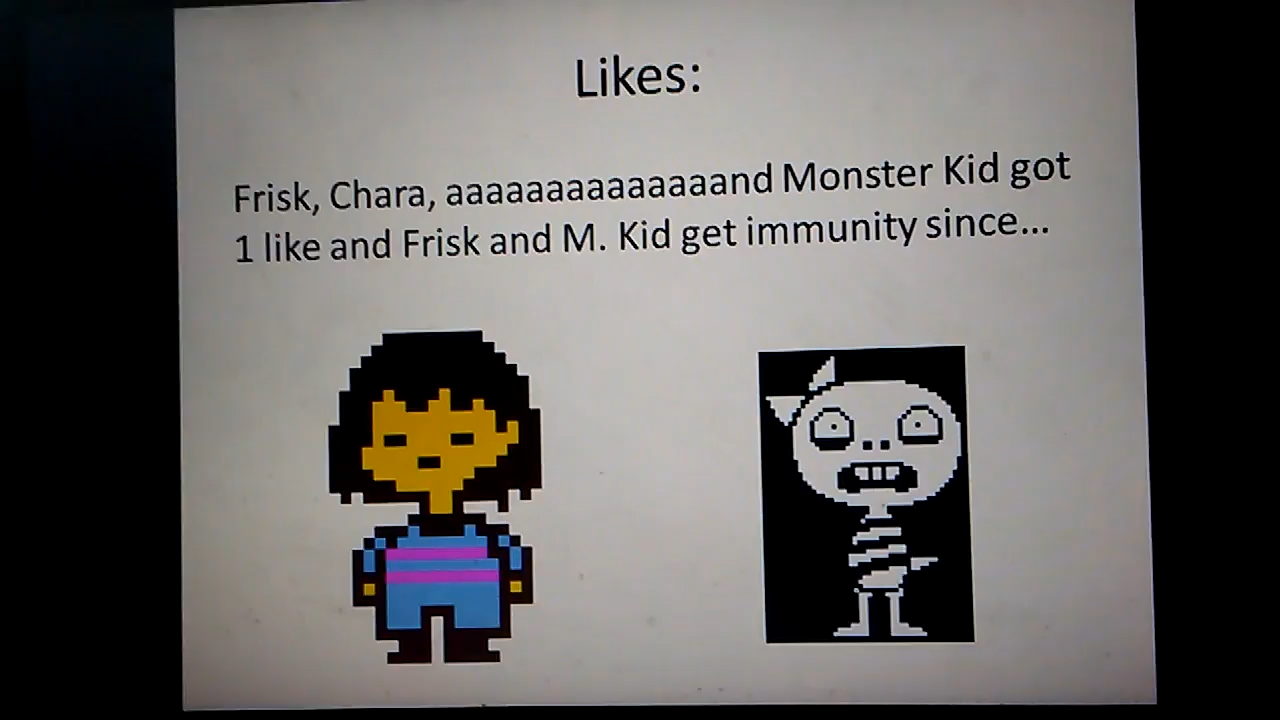 Likes:
Frisk, Chara, aaaaaaaaaaaaaand Monster Kid got
1 like and Frisk and M. Kid get immunity since...